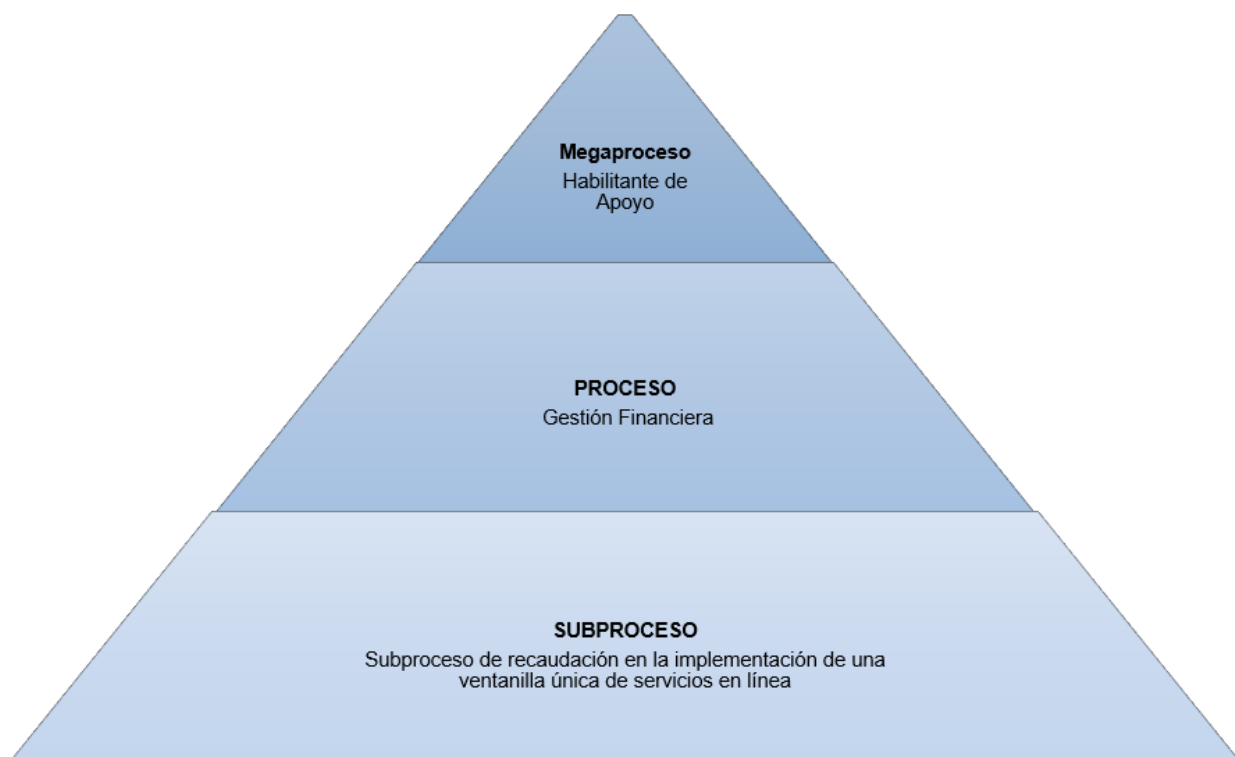 Megaproceso
Habilitante de
Apoyo
PROCESO
Gestión Financiera
SUBPROCESO
Subproceso de recaudación en la implementación de una
ventanilla única de servicios en línea